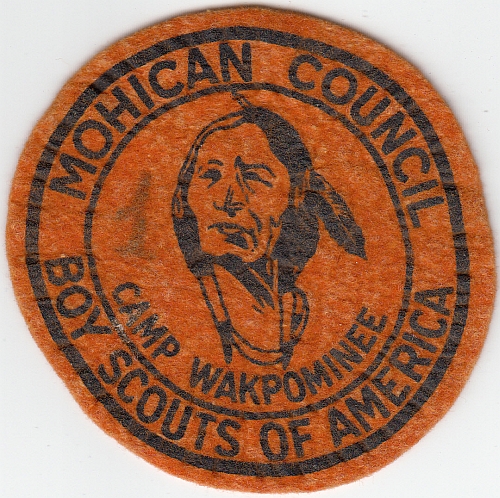 MOHICAN COUNCIL
CAMP WAKPOMINEE
BOY SCOUTS OF AMERICA